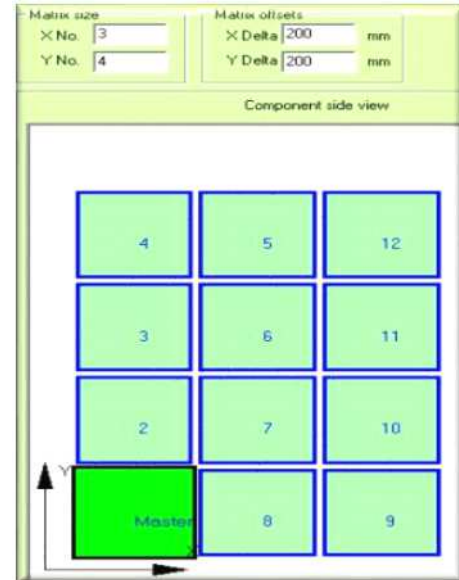 Matrix size
X No. 3
Y No. 4
Matrix offsets
X Delta 200 mm
Y Delta 200 mm
Component side view
4 5 12
3 6 11
2 7 10
Y
Master 8 9
X